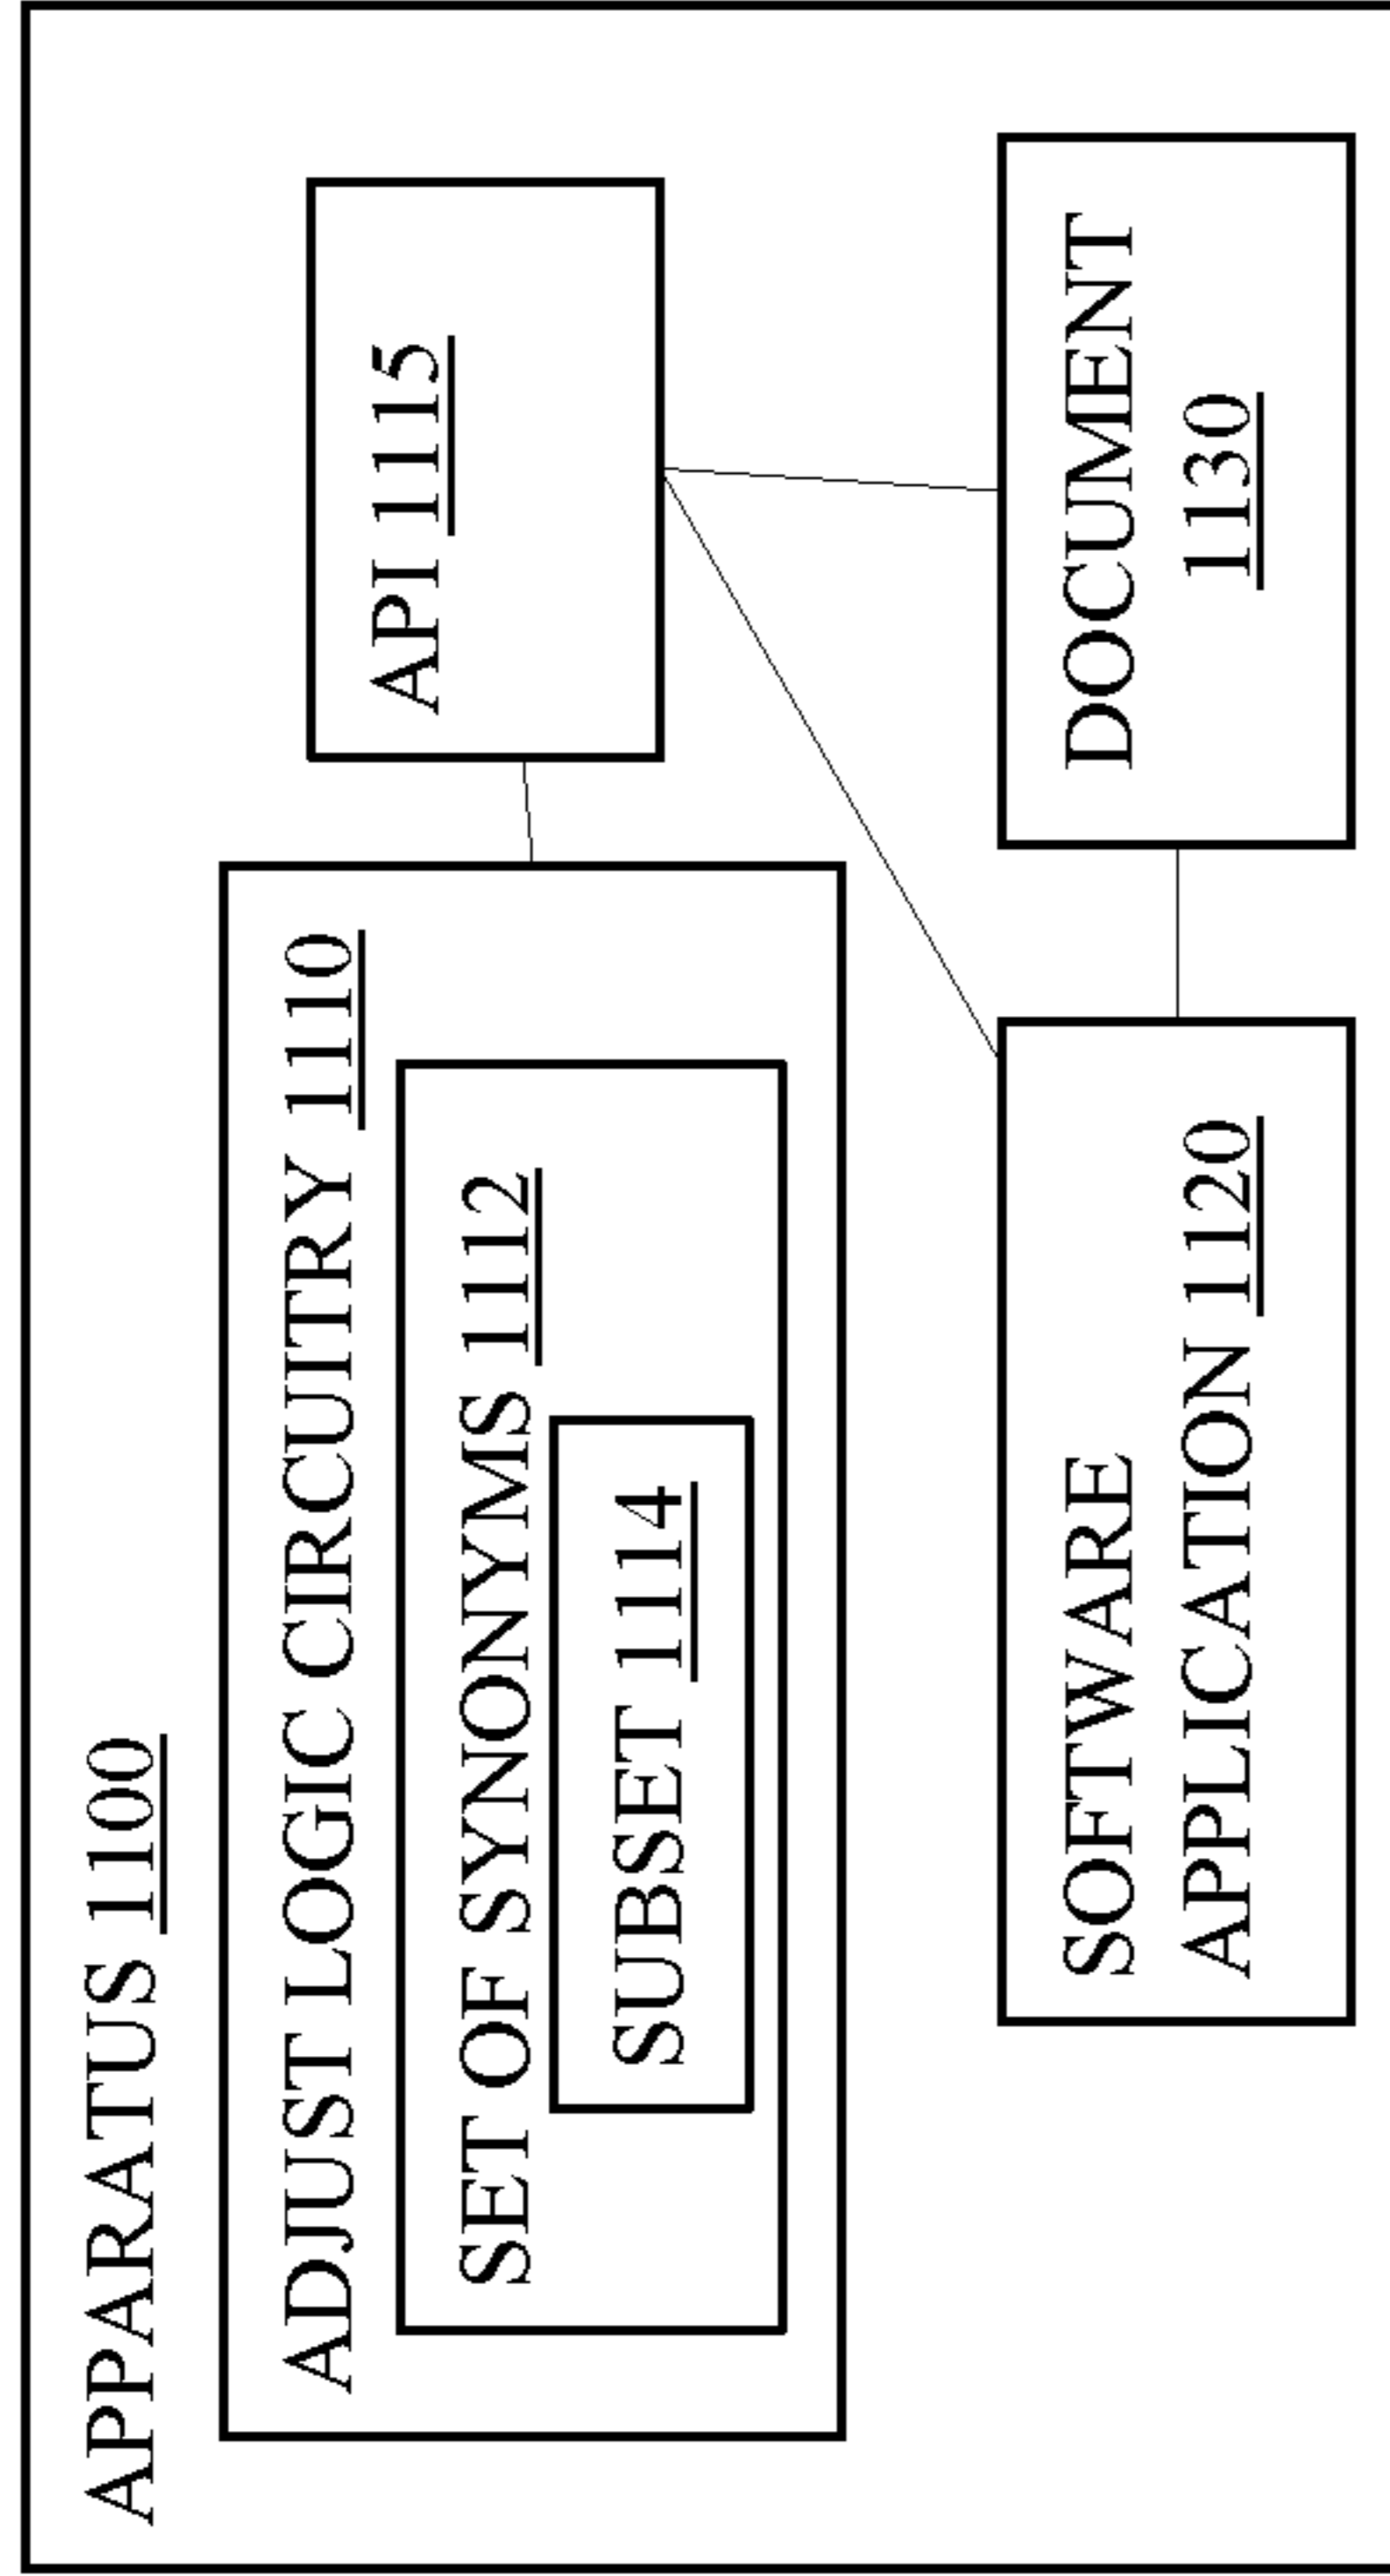 APPARATUS 1100
ADJUST LOGIC CIRCUITRY 1110
SET OF SYNONYMS 1112
SUBSET 1114
API 1115
SOFTWARE
APPLICATION 1120
DOCUMENT
1130